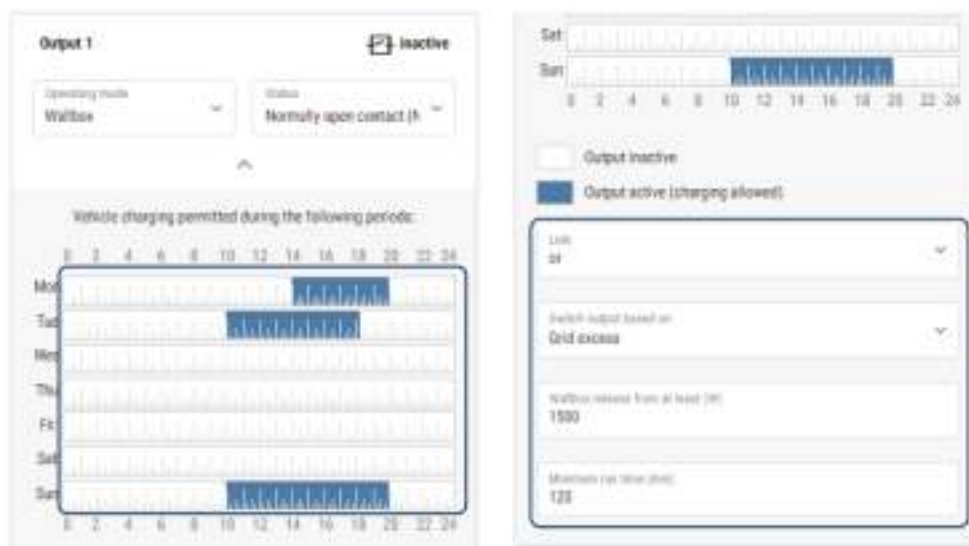 Output 1
Inactive
Operating mode
Wallbox
Status
Normally open contact (N
Vehicle charging permitted during the following periods:
0 2 4 6 8 10 12 14 16 18 20 22 24
Mon
Tue
Wed
Thu
Fri
Sat
Sun
0 2 4 6 8 10 12 14 16 18 20 22 24
Sat
Sun
0 2 4 6 8 10 12 14 16 18 20 22 24
Output inactive
Output active (charging allowed)
Link
or
Switch output based on
Grid excess
Wallbox release from at least (W)
1500
Minimum run time (min)
120